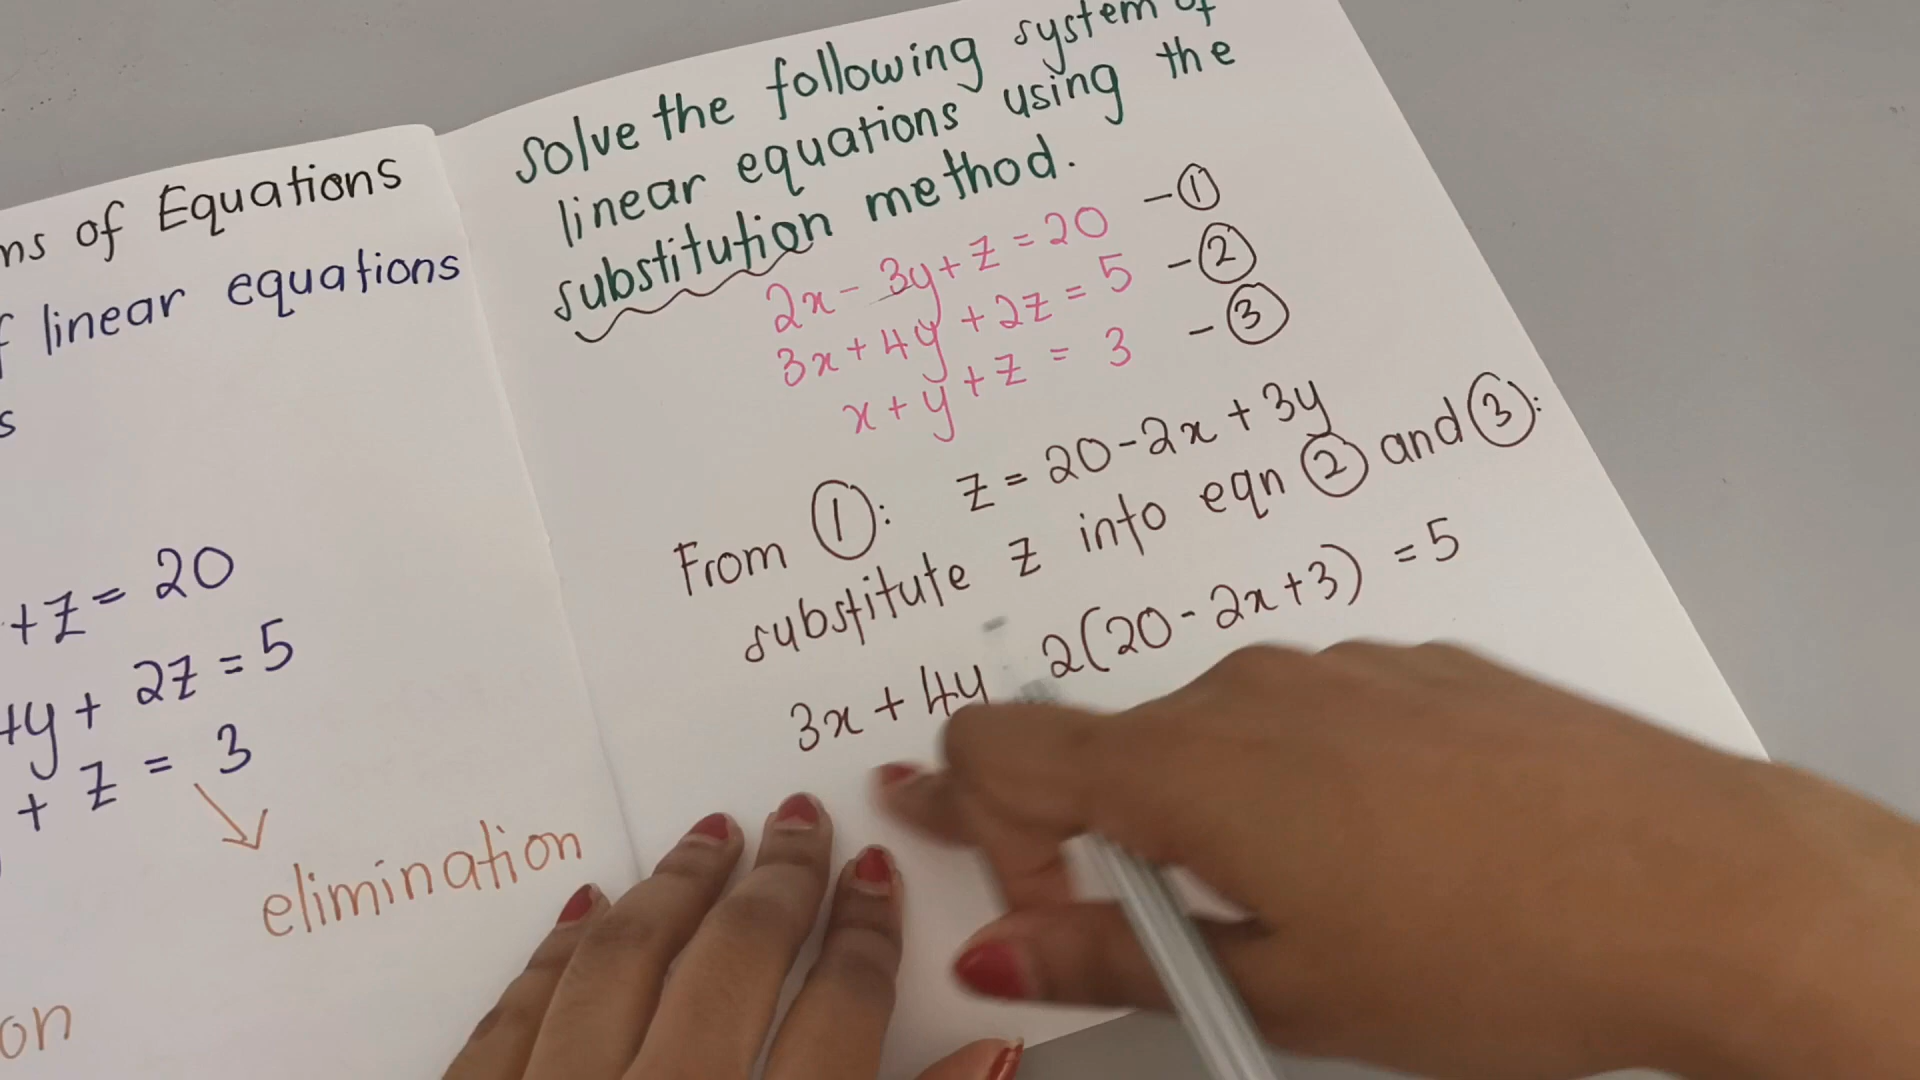 ns of Equations
f linear equations
s
+z = 20
+y + 2z = 5
+ z = 3
elimination
on
solve the following system of
linear equations using the
substitution method.
2x - 3y + z = 20 - ①
3x + 4y + 2z = 5 - ②
x + y + z = 3 - ③
From ①: z = 20 - 2x + 3y
substitute z into eqn ② and ③:
3x + 4y 2(20 - 2x + 3) = 5